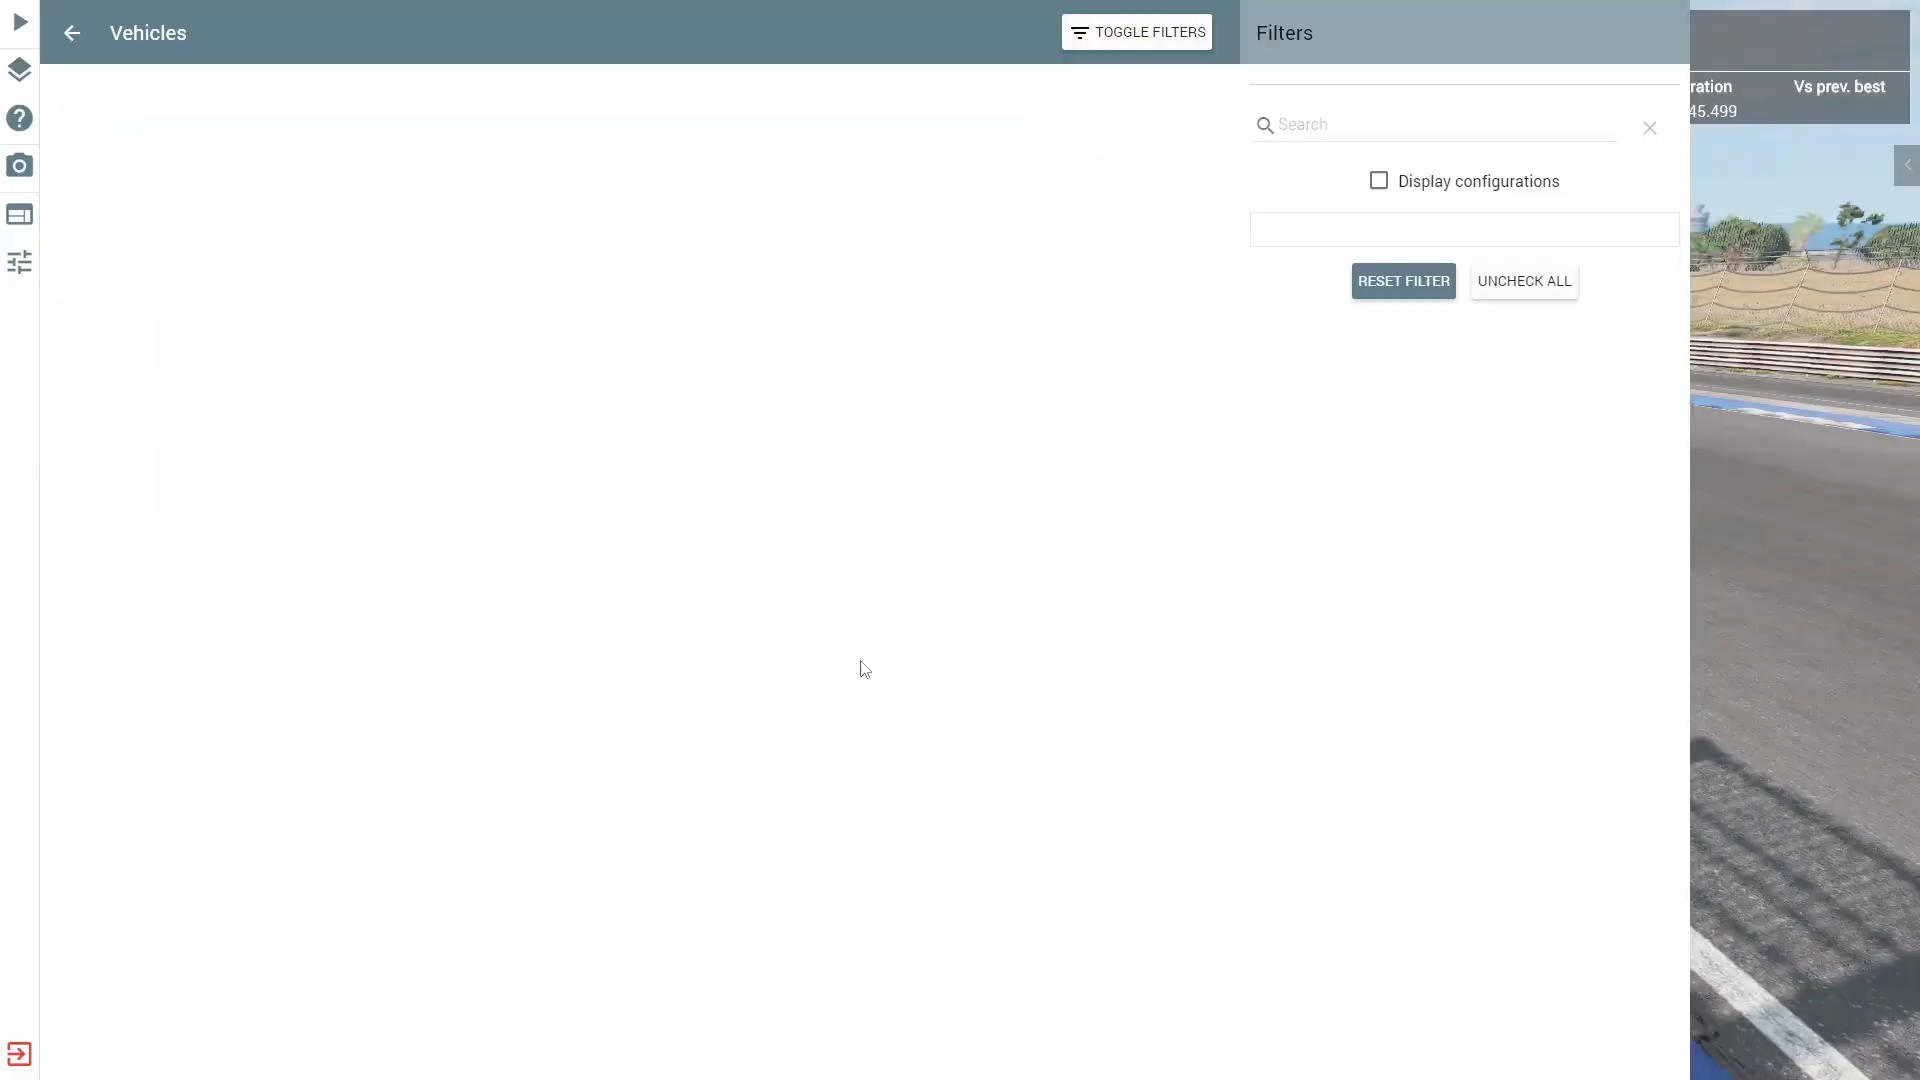 Vehicles
TOGGLE FILTERS
Filters
ration
Vs prev. best
45.499
Search
Display configurations
RESET FILTER
UNCHECK ALL